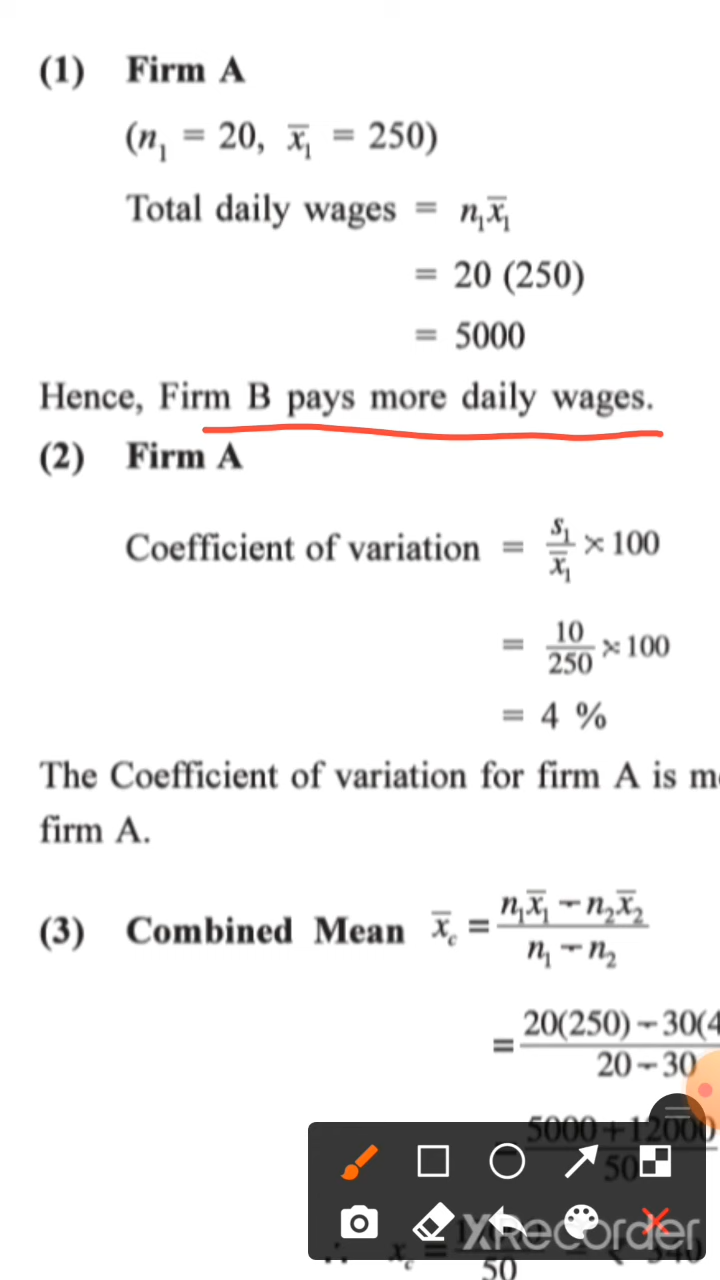 (1) Firm A
(n₁ = 20, x̄₁ = 250)
Total daily wages = n₁x̄₁
= 20 (250)
= 5000
Hence, Firm B pays more daily wages.
(2) Firm A
Coefficient of variation = s₁/x̄₁ × 100
= 10/250 × 100
= 4 %
The Coefficient of variation for firm A is
firm A.
(3) Combined Mean x̄c = n₁x̄₁ − n₂x̄₂ / n₁ − n₂
= 20(250) − 30(4 / 20 − 30
= 5000 + 12000 / 50
∴ x̄c = / 50 = ₹ 340
XRecorder